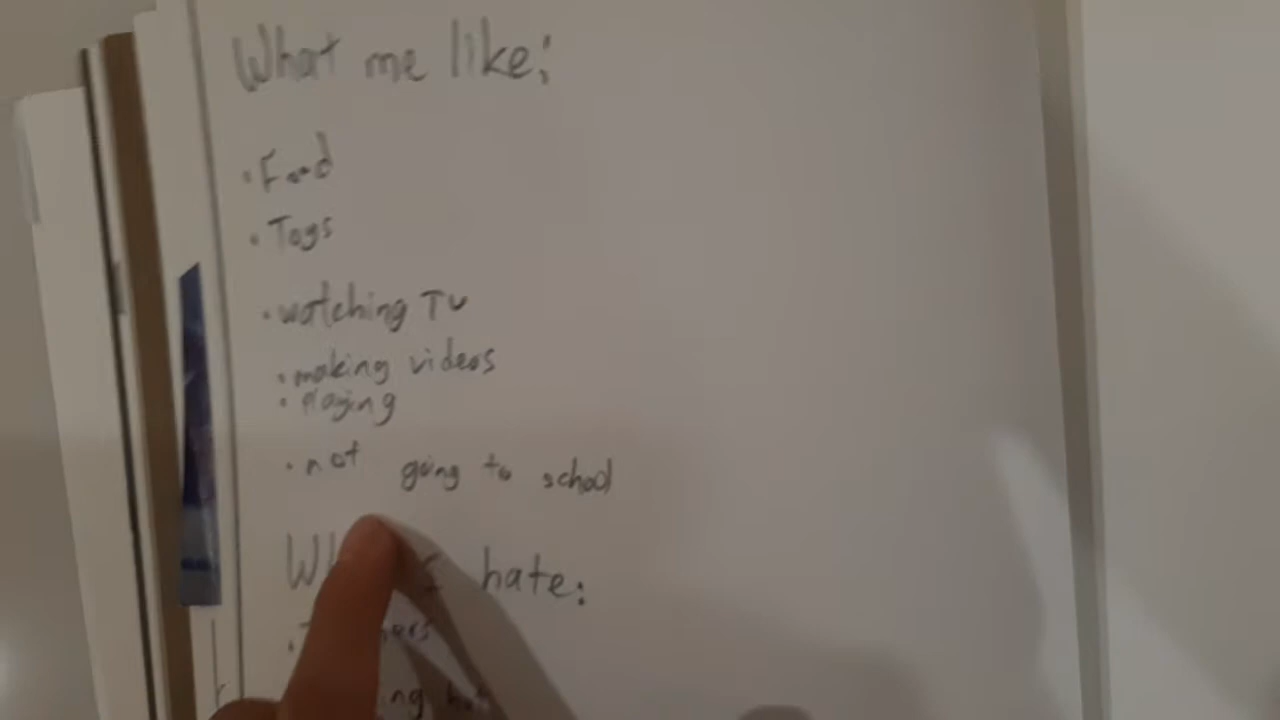 What me like:
• Food
• Toys
• watching TV
• making videos
• playing
• not going to school
hate: